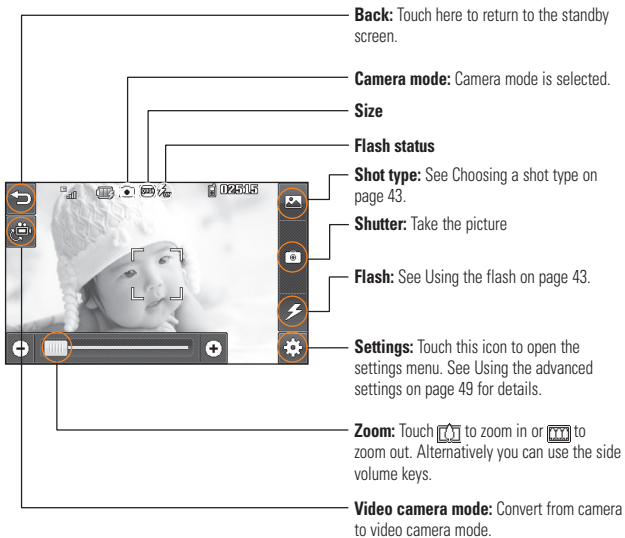 Back: Touch here to return to the standby
screen.
Camera mode: Camera mode is selected.
Size
Flash status
Shot type: See Choosing a shot type on
page 43.
Shutter: Take the picture
Flash: See Using the flash on page 43.
Settings: Touch this icon to open the
settings menu. See Using the advanced
settings on page 49 for details.
Zoom: Touch to zoom in or to
zoom out. Alternatively you can use the side
volume keys.
Video camera mode: Convert from camera
to video camera mode.
02515